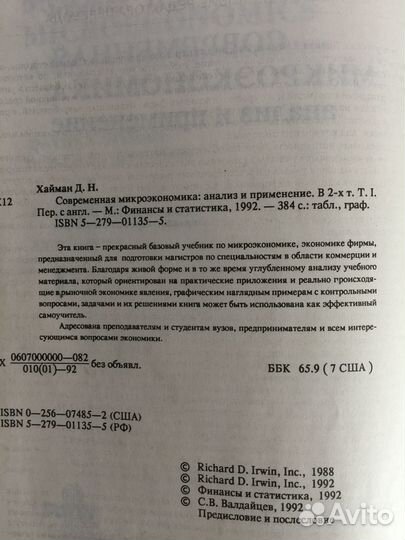 Хайман Д. Н.
Современная микроэкономика: анализ и применение. В 2-х т. Т. I.
Х12
Пер. с англ. — М.: Финансы и статистика, 1992. — 384 с.: табл., граф.
ISBN 5—279—01135—5.
Эта книга – прекрасный базовый учебник по микроэкономике, экономике фирмы,
предназначенный для подготовки магистров по специальностям в области коммерции и
менеджмента. Благодаря живой форме и в то же время углубленному анализу учебного
материала, который ориентирован на практические приложения и реально происходя-
щие в рыночной экономике явления, графическим наглядным примерам с контрольными
вопросами, задачами и их решениями книга может быть использована как эффективный
самоучитель.
Адресована преподавателям и студентам вузов, предпринимателям и всем интере-
сующимся вопросами экономики.
Х 0607000000—082
010(01)—92 без объявл.
ББК 65.9 ( 7 США )
ISBN 0—256—07485—2 (США)
ISBN 5—279—01135—5 (РФ)
© Richard D. Irwin, Inc., 1988
© Richard D. Irwin, Inc., 1992
© Финансы и статистика, 1992
© С.В. Валдайцев, 1992
Предисловие и послесловие
Avito